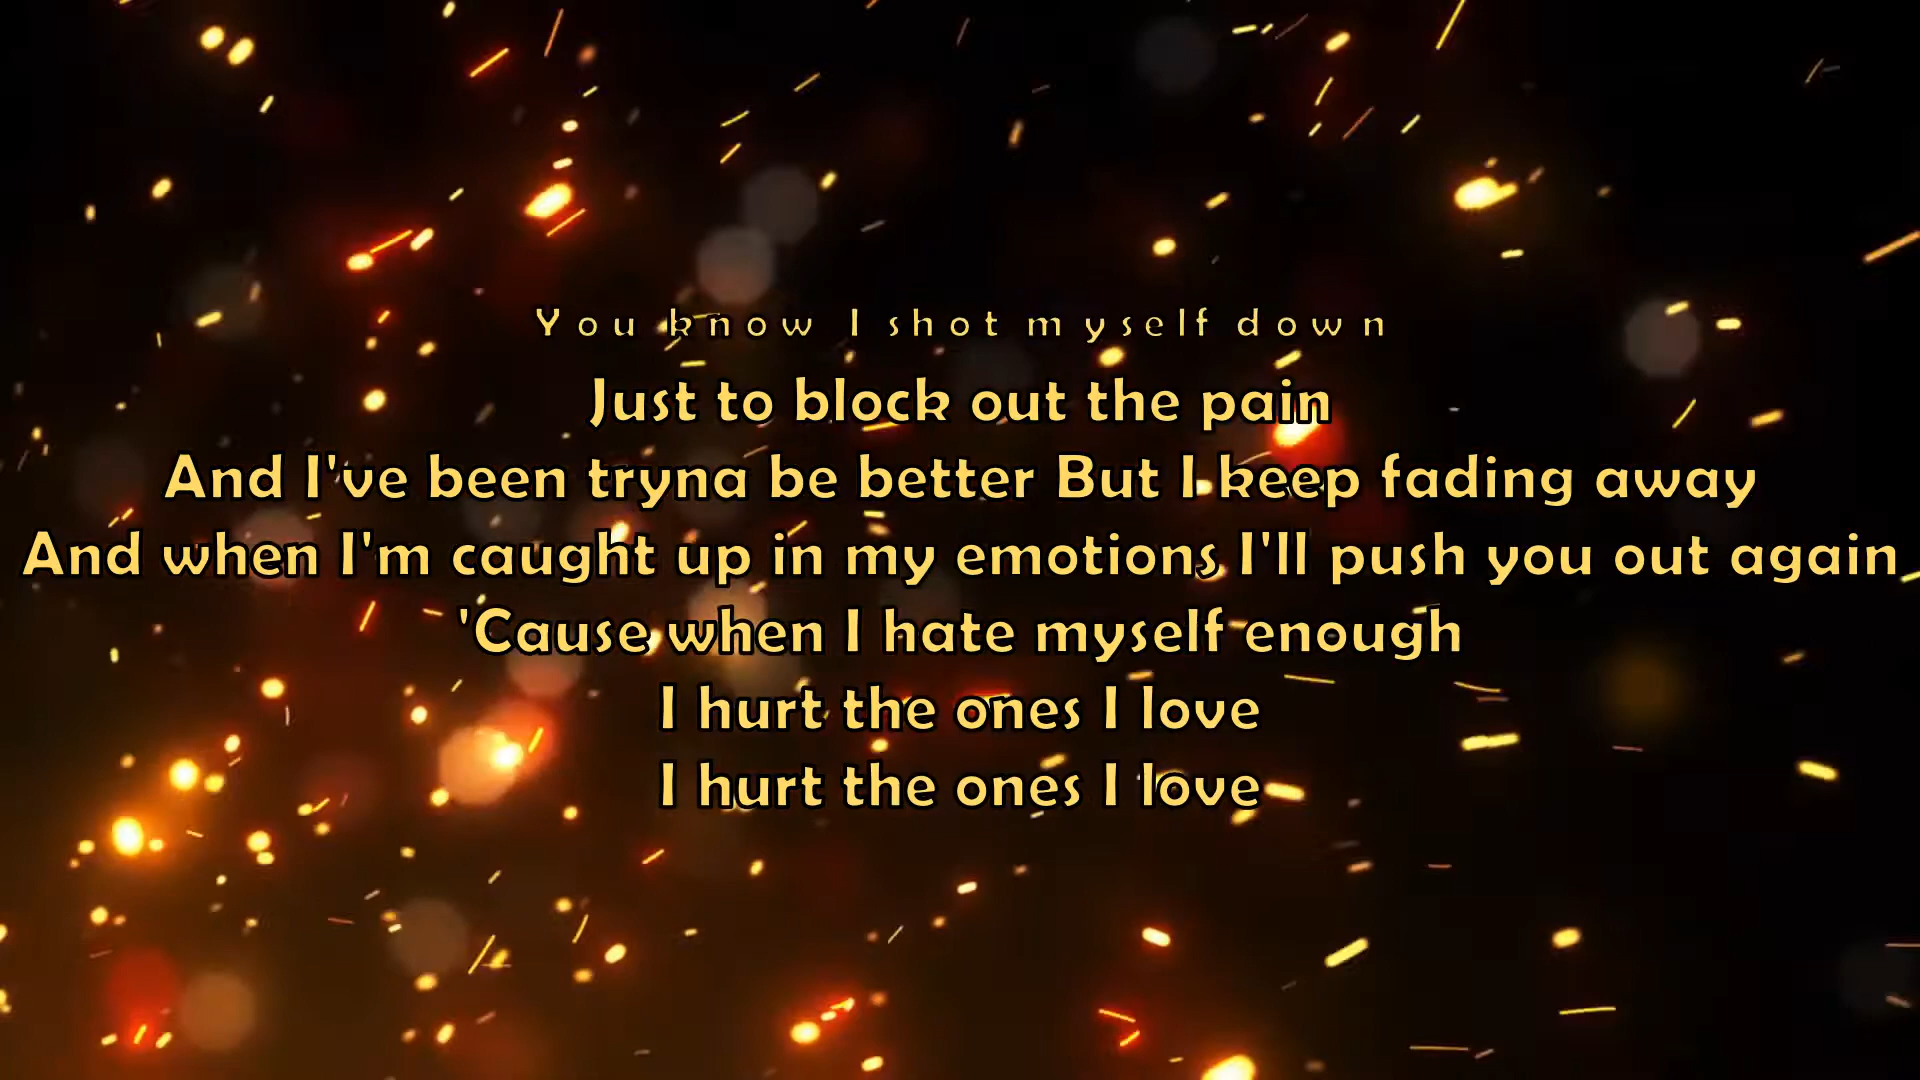 You know I shot myself down
Just to block out the pain
And I've been tryna be better But I keep fading away
And when I'm caught up in my emotions I'll push you out again
'Cause when I hate myself enough
I hurt the ones I love
I hurt the ones I love